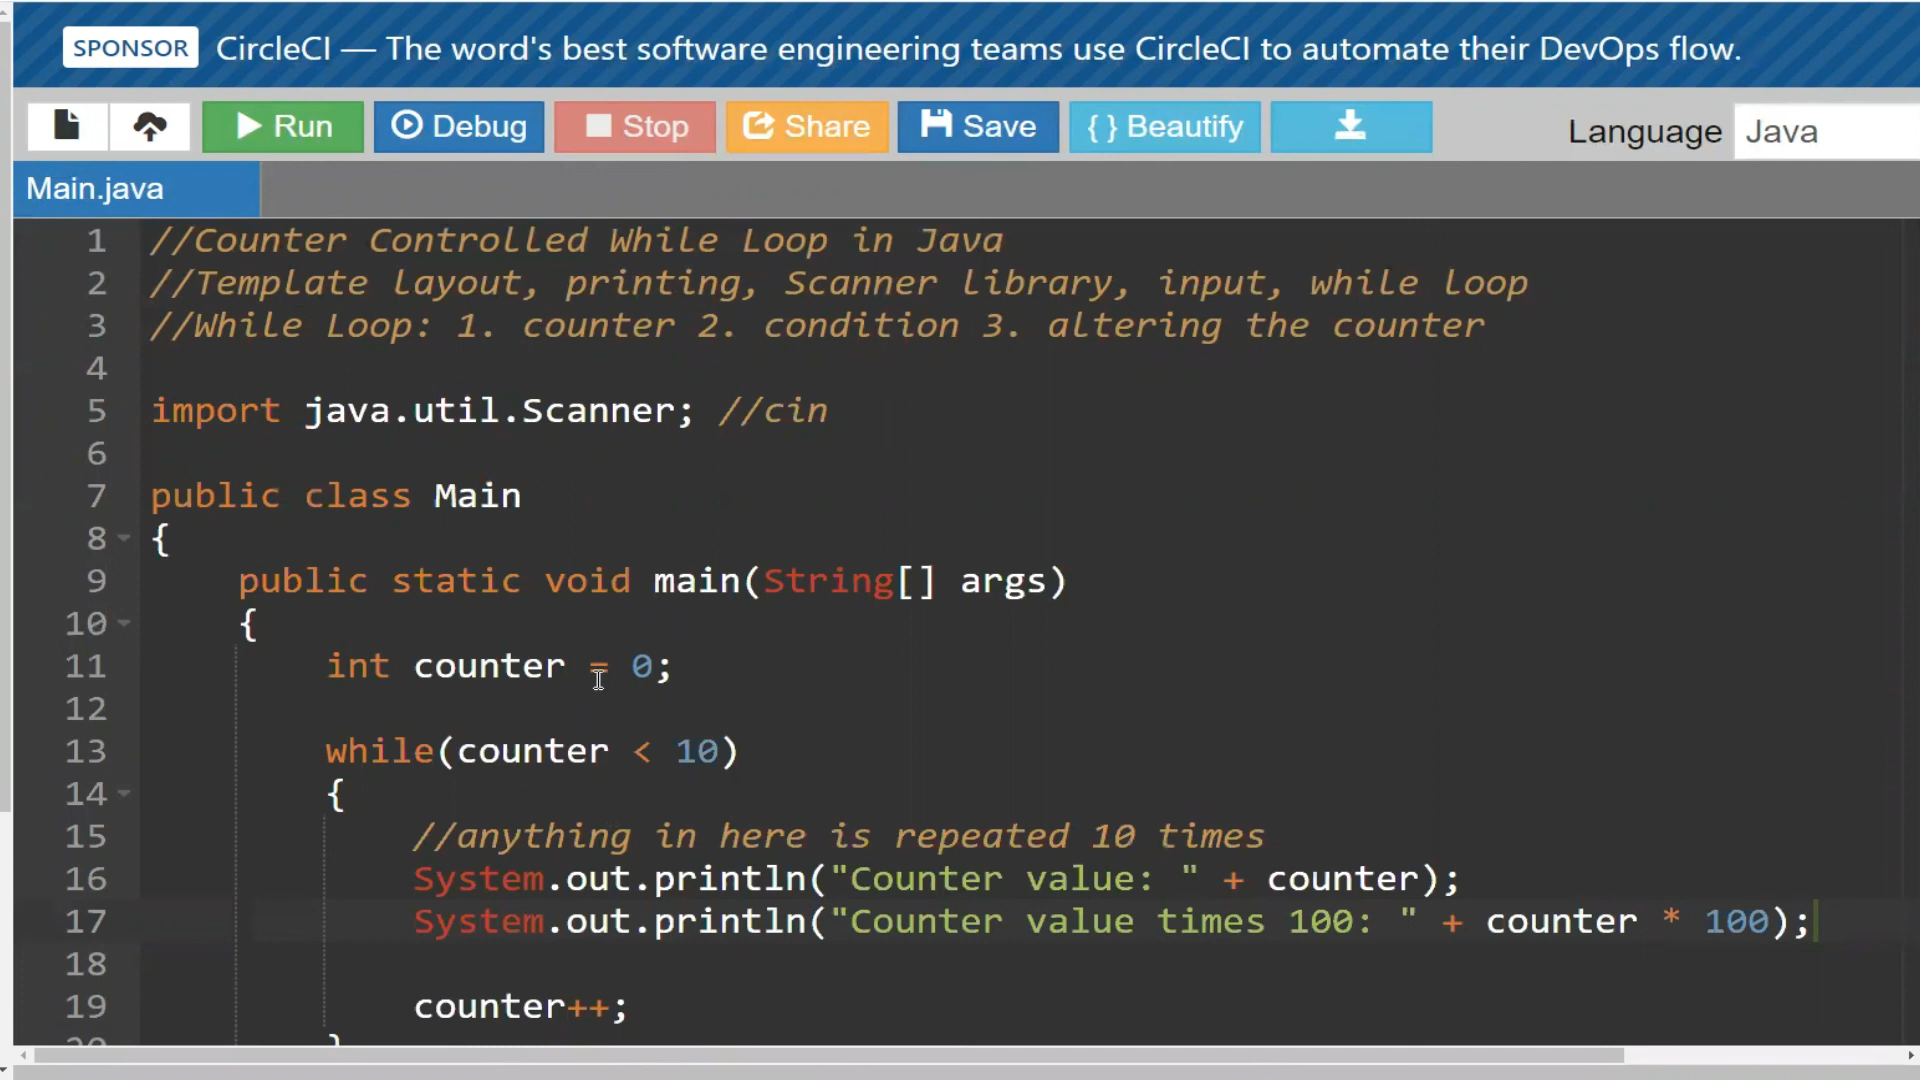 SPONSOR CircleCI — The word's best software engineering teams use CircleCI to automate their DevOps flow.
Run Debug Stop Share Save { } Beautify Language Java
Main.java
1 //Counter Controlled While Loop in Java
2 //Template layout, printing, Scanner library, input, while loop
3 //While Loop: 1. counter 2. condition 3. altering the counter
4
5 import java.util.Scanner; //cin
6
7 public class Main
8 {
9 public static void main(String[] args)
10 {
11 int counter = 0;
12
13 while(counter < 10)
14 {
15 //anything in here is repeated 10 times
16 System.out.println("Counter value: " + counter);
17 System.out.println("Counter value times 100: " + counter * 100);
18
19 counter++;